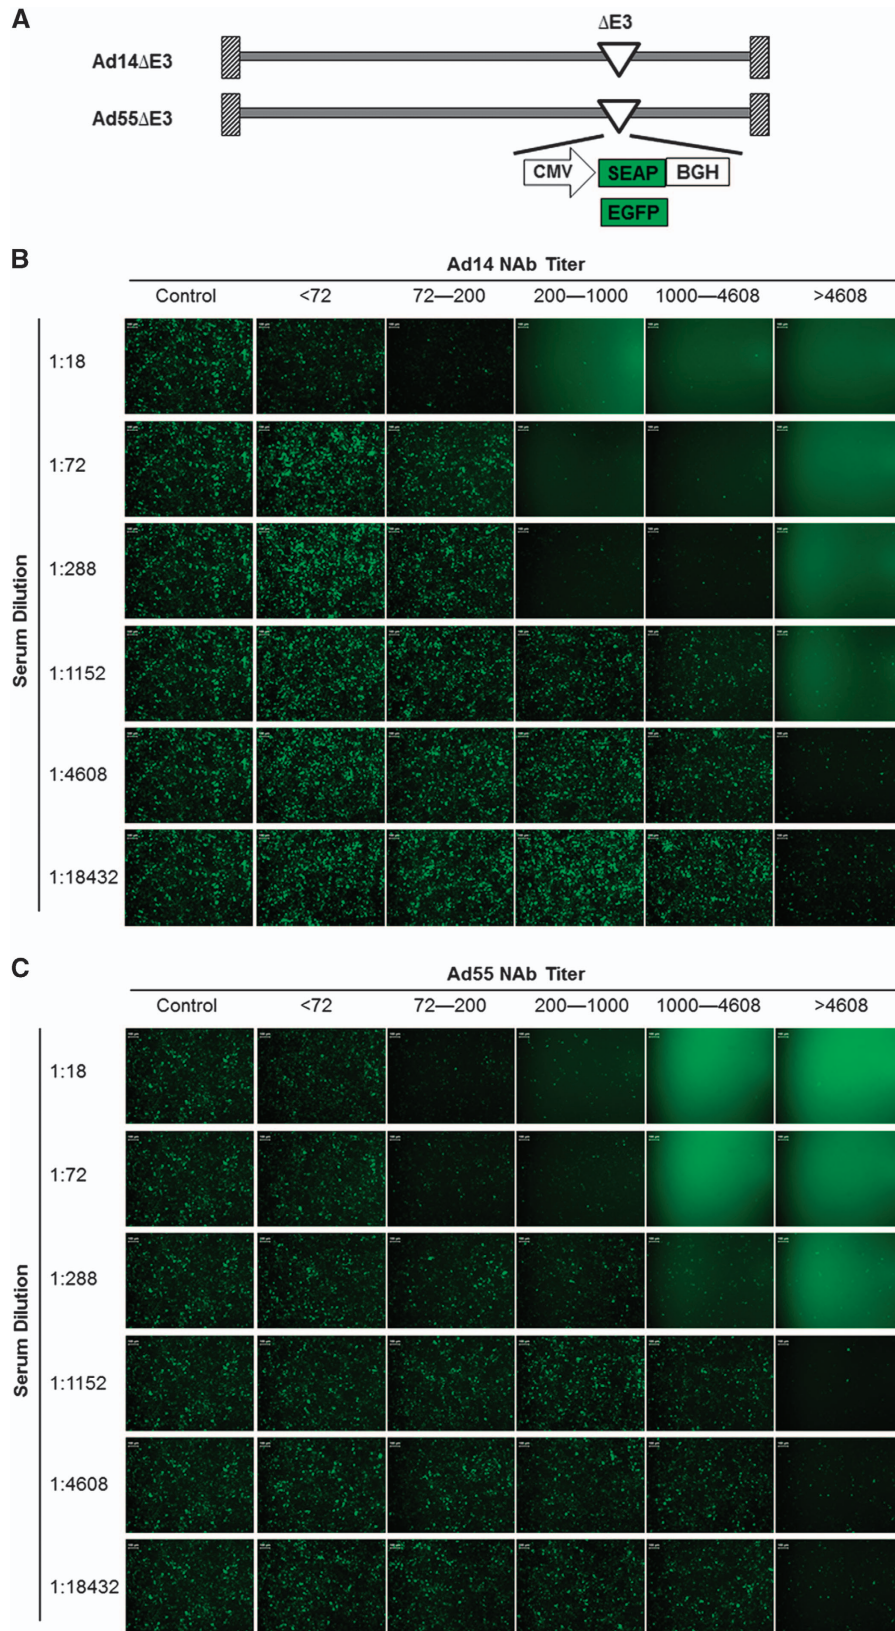 A
ΔE3
Ad14ΔE3
Ad55ΔE3
CMV SEAP BGH
EGFP
B
Ad14 NAb Titer
Control <72 72—200 200—1000 1000—4608 >4608
Serum Dilution
1:18
1:72
1:288
1:1152
1:4608
1:18432
C
Ad55 NAb Titer
Control <72 72—200 200—1000 1000—4608 >4608
Serum Dilution
1:18
1:72
1:288
1:1152
1:4608
1:18432